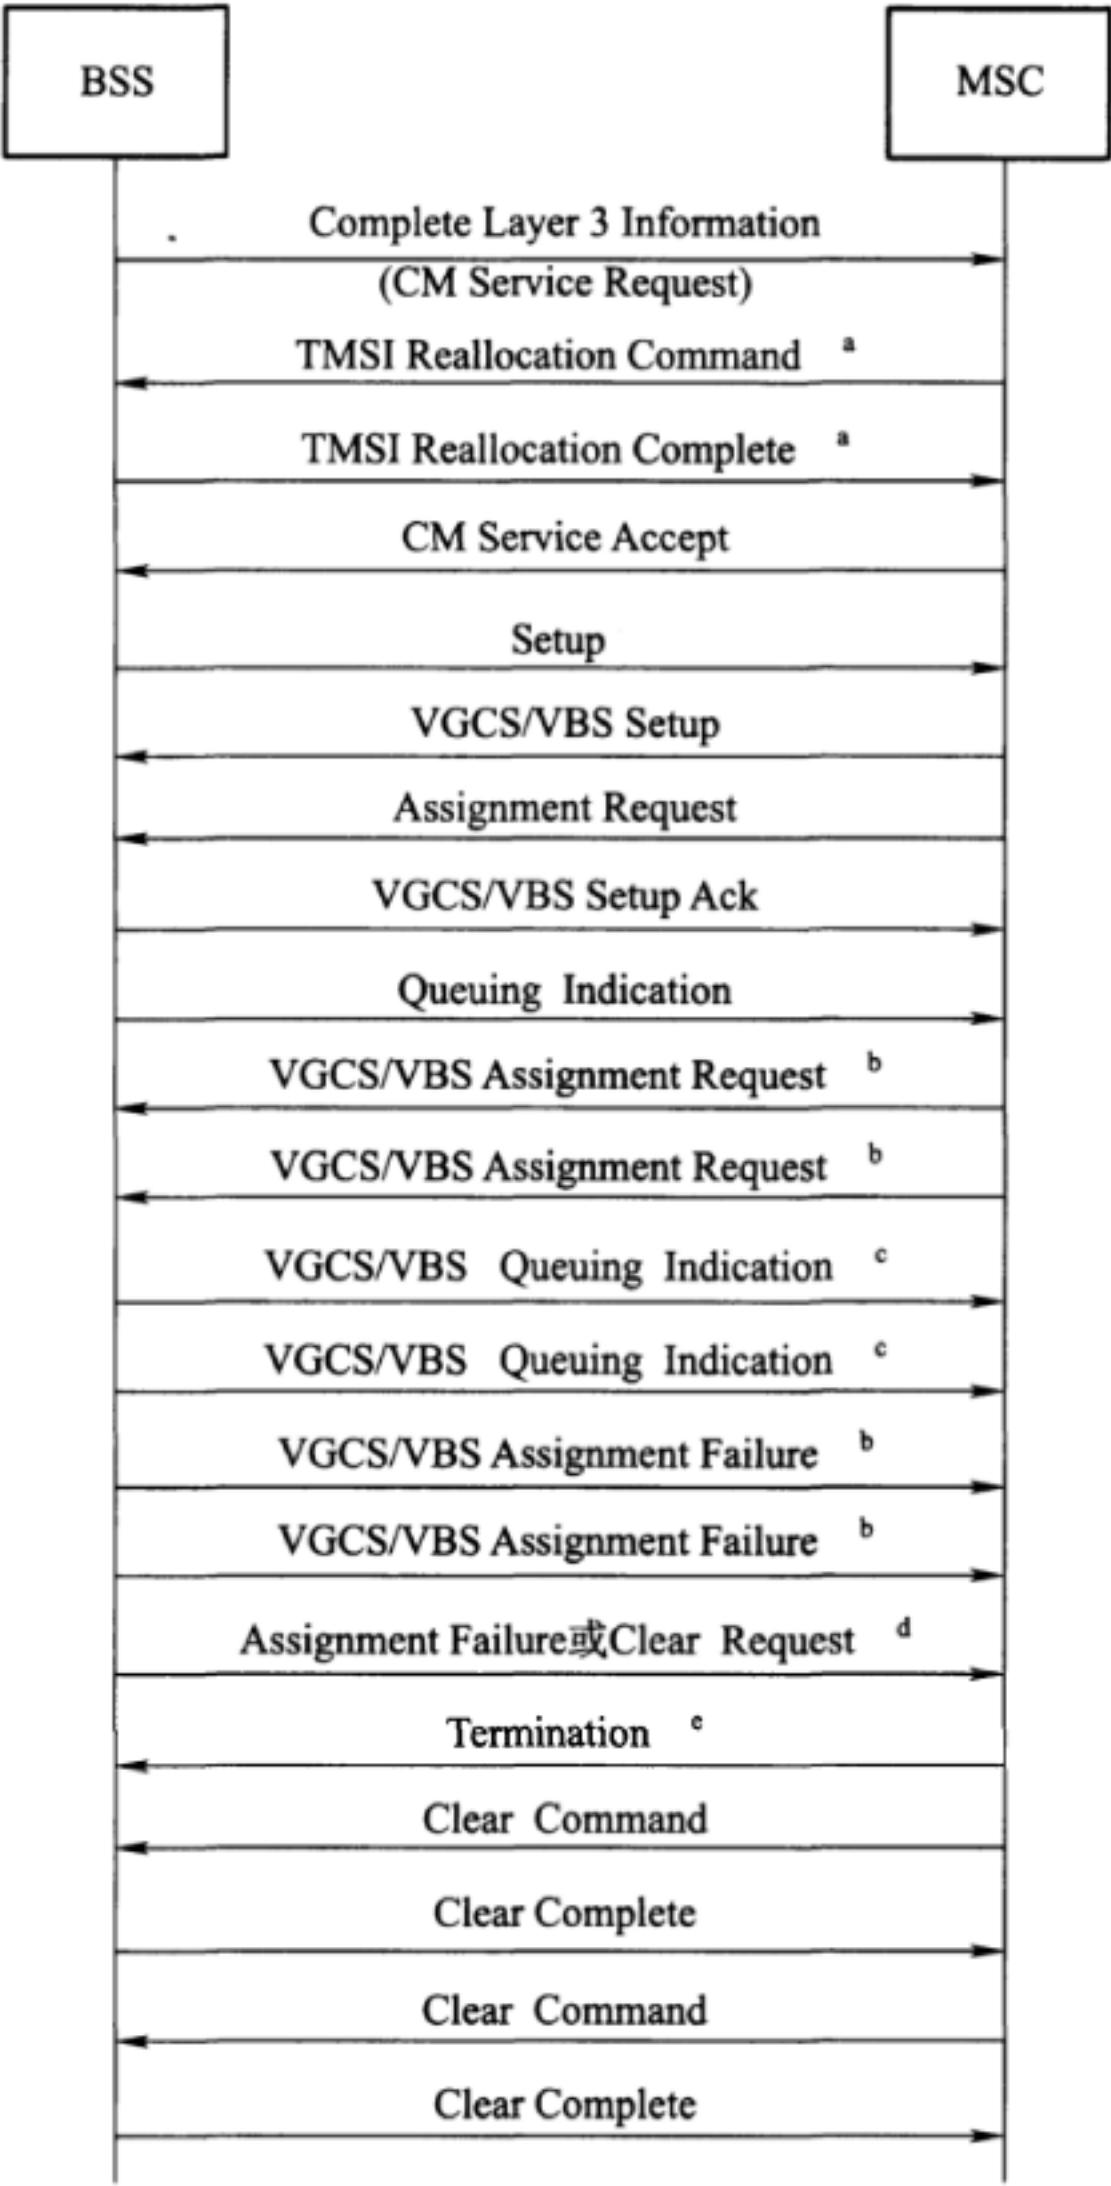 BSS
MSC
Complete Layer 3 Information
(CM Service Request)
TMSI Reallocation Command a
TMSI Reallocation Complete a
CM Service Accept
Setup
VGCS/VBS Setup
Assignment Request
VGCS/VBS Setup Ack
Queuing Indication
VGCS/VBS Assignment Request b
VGCS/VBS Assignment Request b
VGCS/VBS Queuing Indication c
VGCS/VBS Queuing Indication c
VGCS/VBS Assignment Failure b
VGCS/VBS Assignment Failure b
Assignment Failure或Clear Request d
Termination e
Clear Command
Clear Complete
Clear Command
Clear Complete